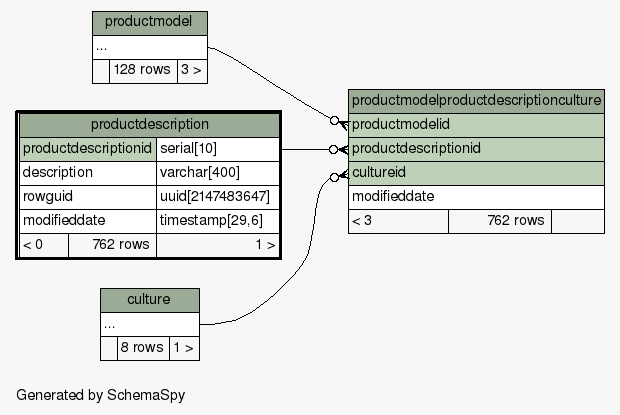 productmodel
...
128 rows 3 >
productdescription
productdescriptionid serial[10]
description varchar[400]
rowguid uuid[2147483647]
modifieddate timestamp[29,6]
< 0 762 rows 1 >
productmodelproductdescriptionculture
productmodelid
productdescriptionid
cultureid
modifieddate
< 3 762 rows
culture
...
8 rows 1 >
Generated by SchemaSpy